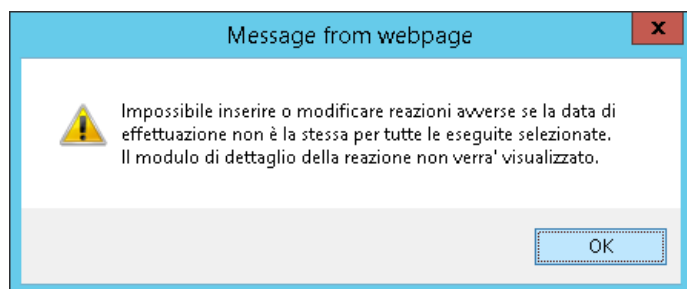 Message from webpage
x
Impossibile inserire o modificare reazioni avverse se la data di
effettuazione non è la stessa per tutte le eseguite selezionate.
Il modulo di dettaglio della reazione non verra' visualizzato.
OK